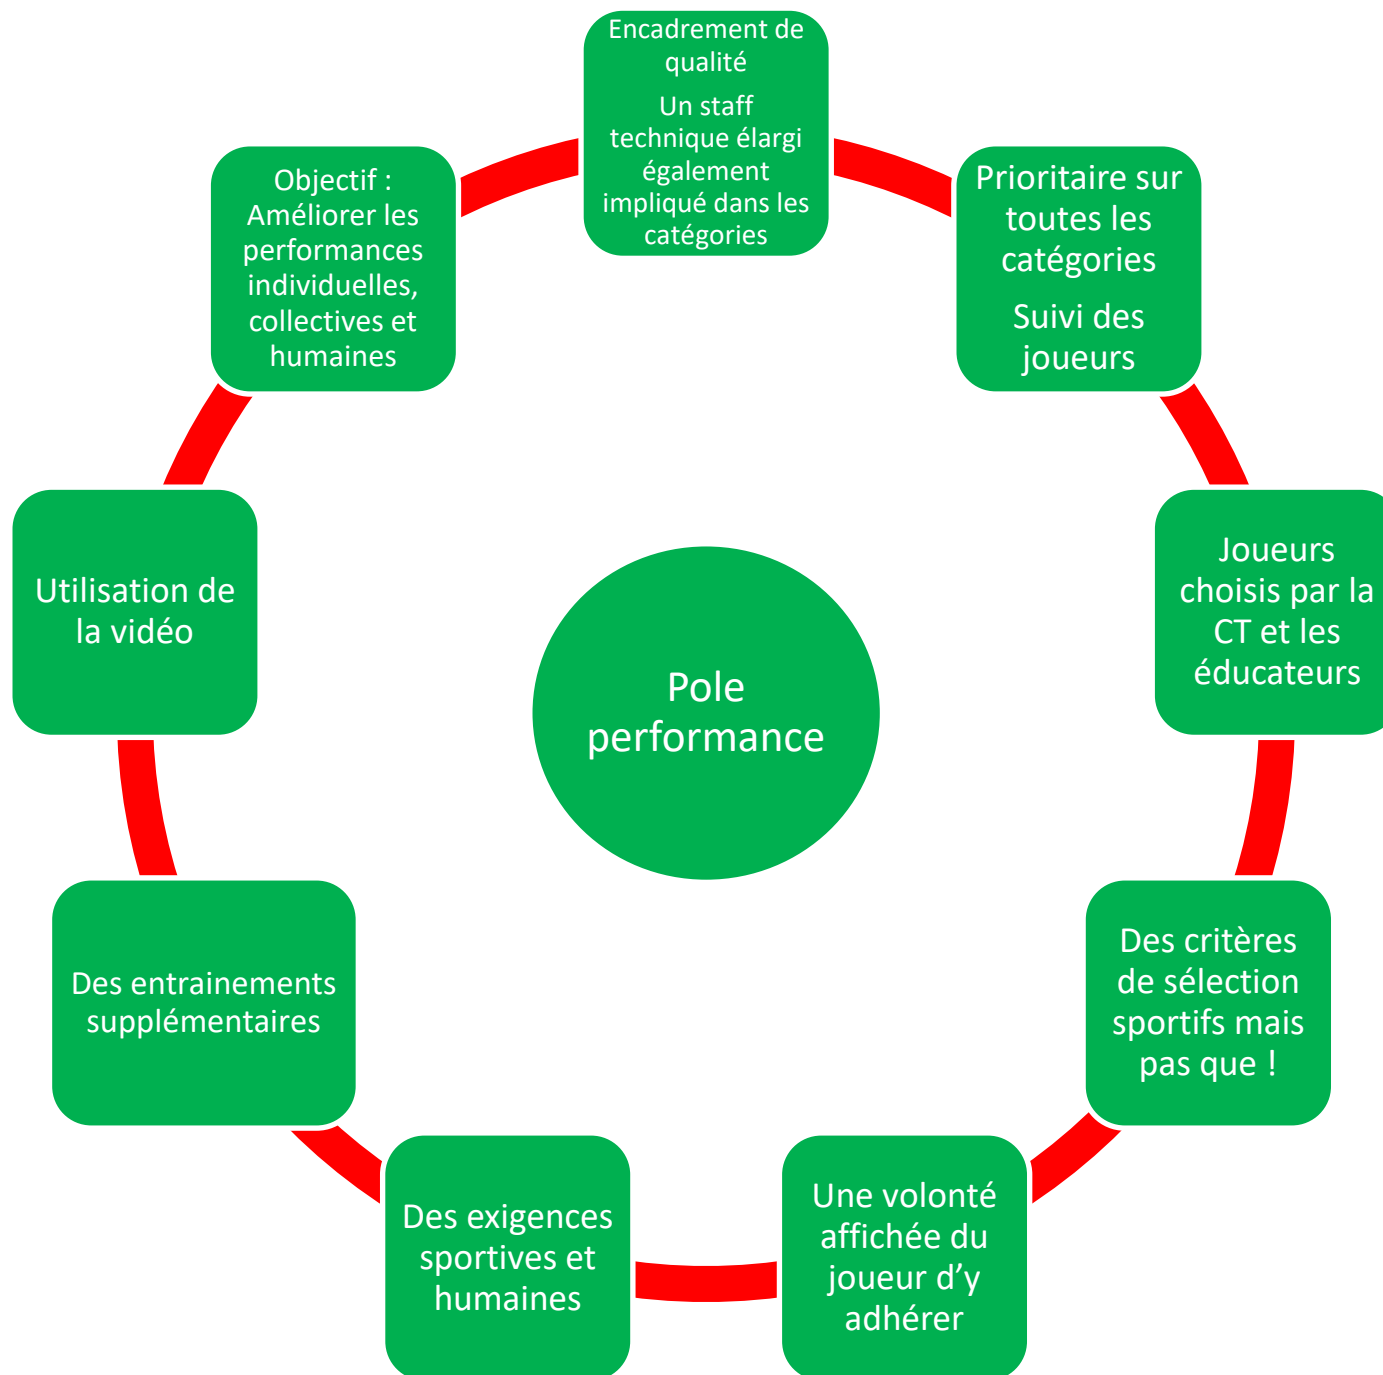 Encadrement de
qualité
Un staff
technique élargi
également
impliqué dans les
catégories
Prioritaire sur
toutes les
catégories
Suivi des
joueurs
Joueurs
choisis par la
CT et les
éducateurs
Des critères
de sélection
sportifs mais
pas que !
Une volonté
affichée du
joueur d’y
adhérer
Des exigences
sportives et
humaines
Des entrainements
supplémentaires
Utilisation de
la vidéo
Objectif :
Améliorer les
performances
individuelles,
collectives et
humaines
Pole
performance